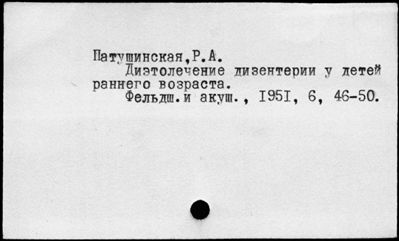 Патушинская,Р.А.
Диэтолечение дизентерии у детей
раннего возраста.
Фельдш.и акуш., 1951, 6, 46-50.